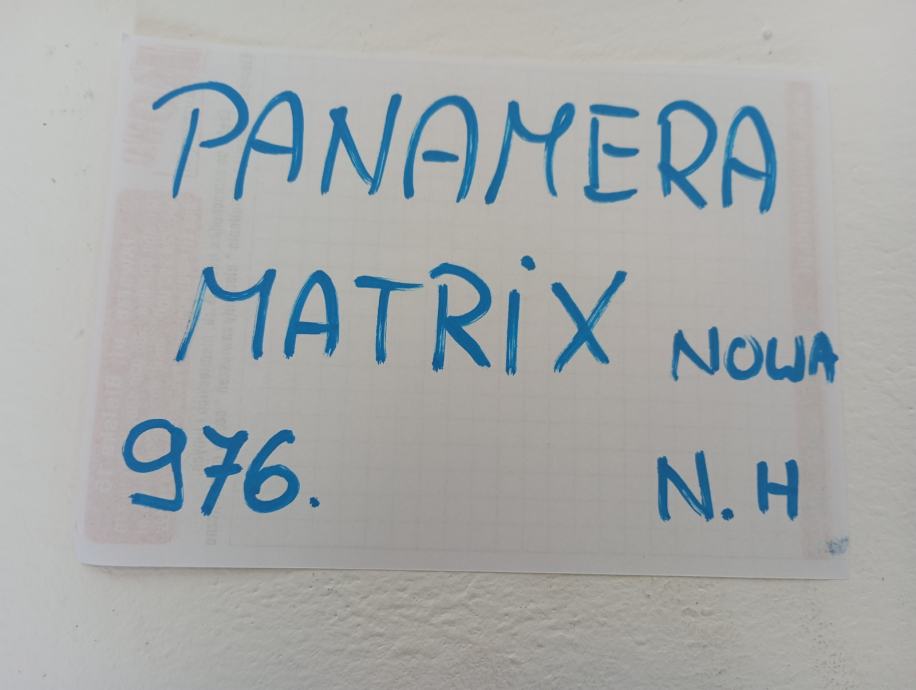 PANAMERA
MATRiX NOWA
976. N.H